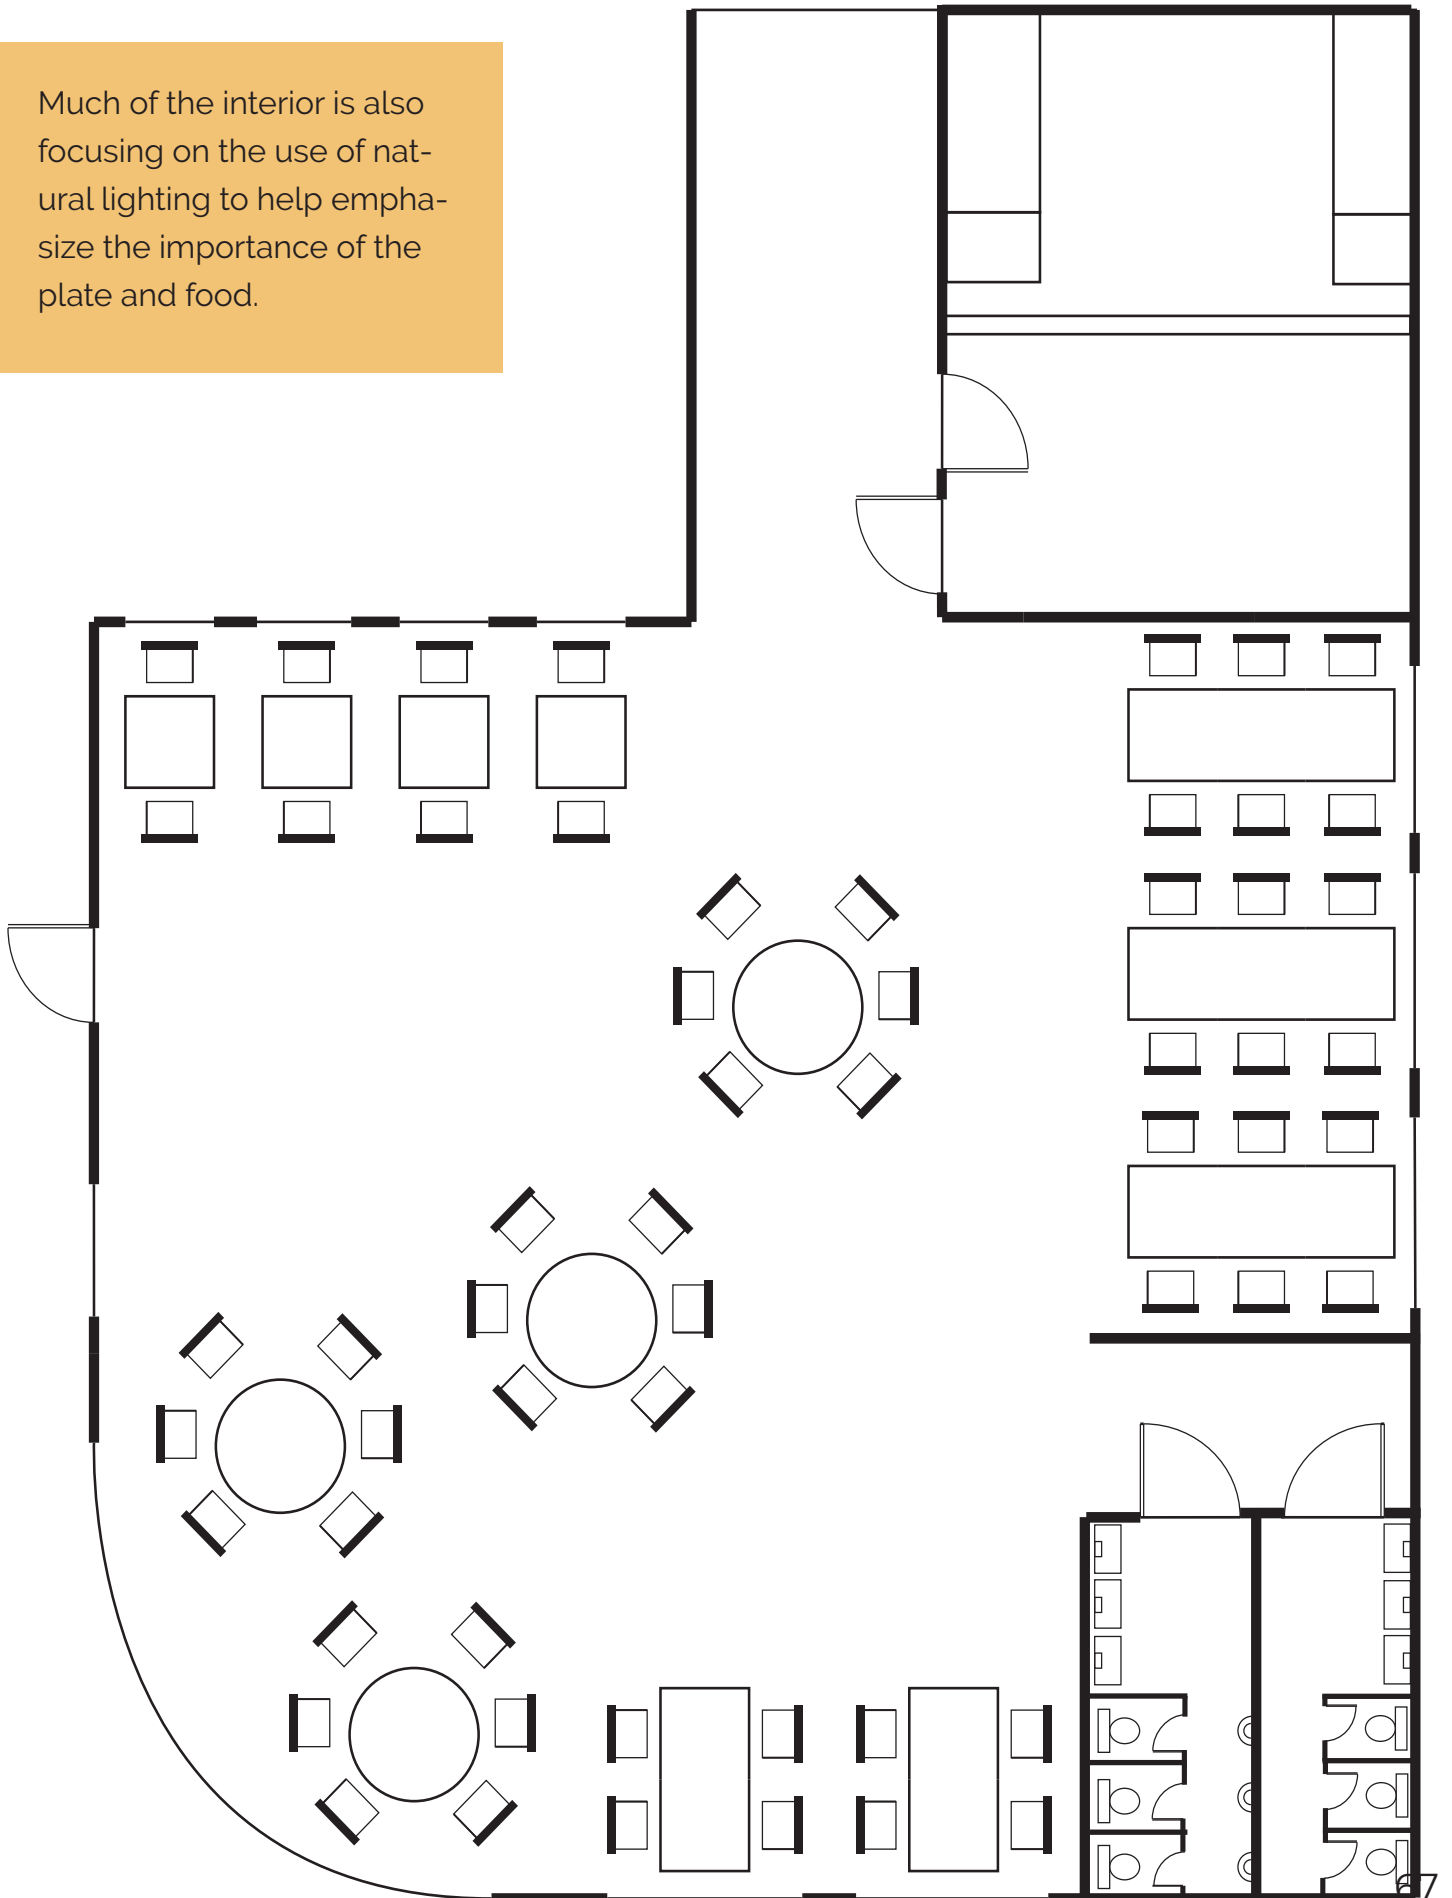 Much of the interior is also
focusing on the use of nat-
ural lighting to help empha-
size the importance of the
plate and food.